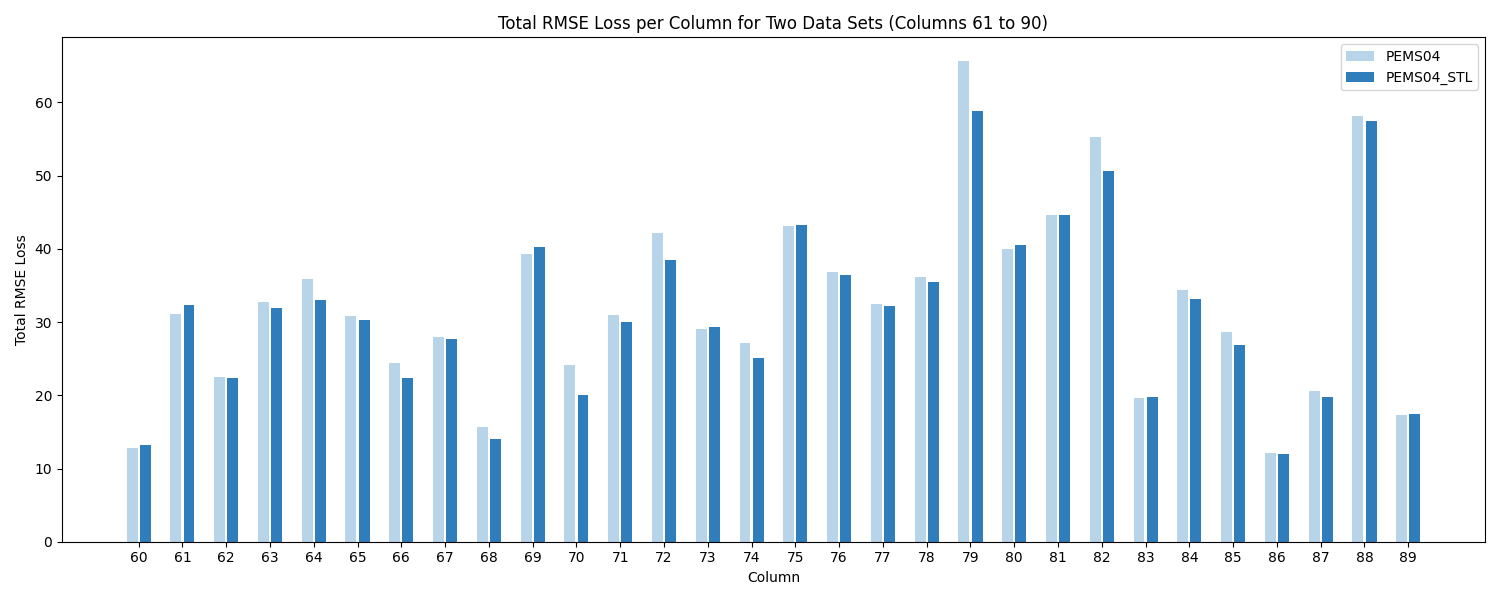 Total RMSE Loss per Column for Two Data Sets (Columns 61 to 90)
PEMS04
PEMS04_STL
Total RMSE Loss
60
50
40
30
20
10
0
60 61 62 63 64 65 66 67 68 69 70 71 72 73 74 75 76 77 78 79 80 81 82 83 84 85 86 87 88 89
Column